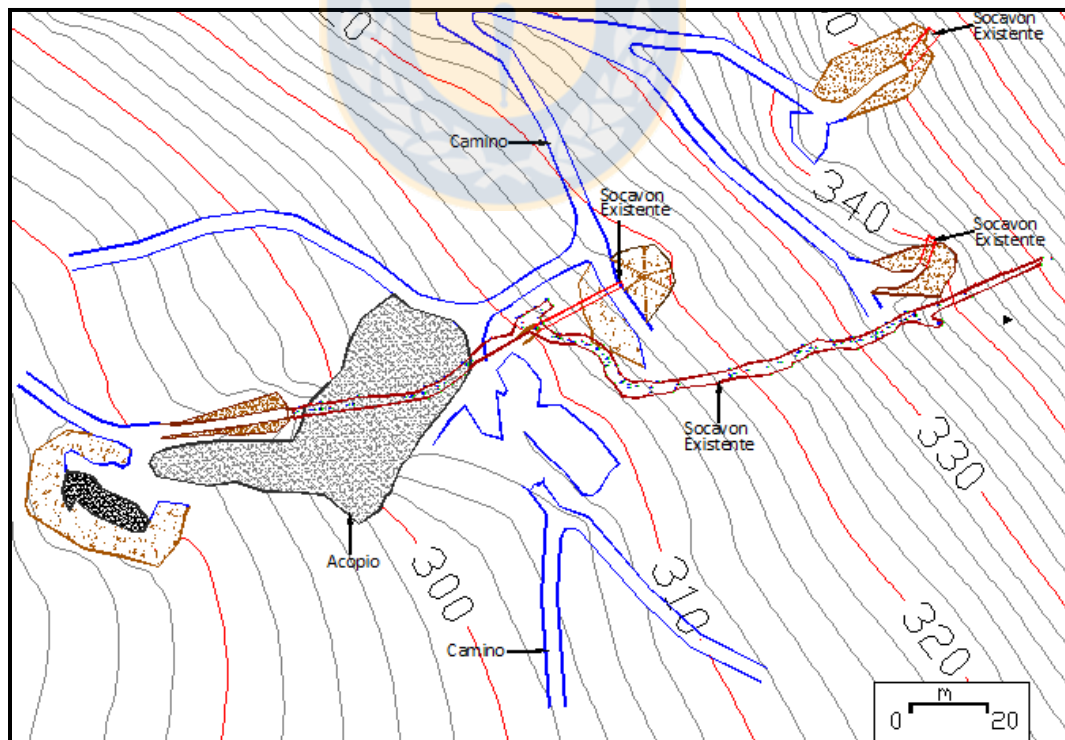 Socavon
Existente
Camino
Socavon
Existente
340
Socavon
Existente
Socavon
Existente
330
Acopio
300
310
320
Camino
m
0 20